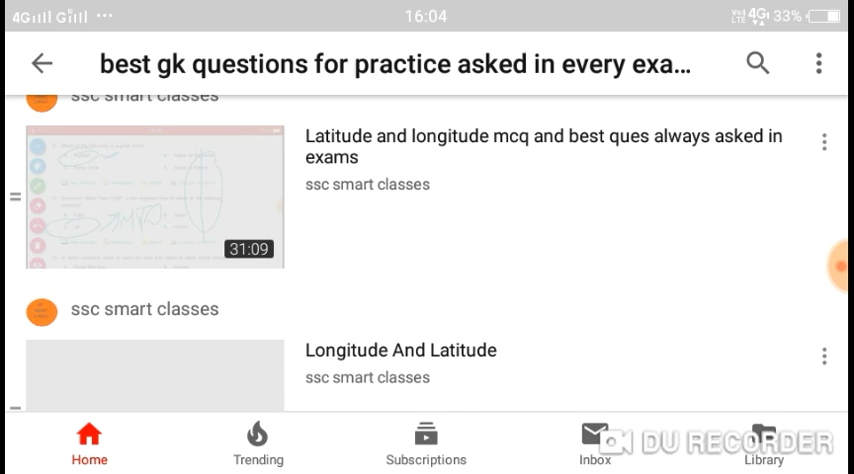 4G G 16:04 VoD LTE 4G 33%
best gk questions for practice asked in every exa...
ssc smart classes
Latitude and longitude mcq and best ques always asked in
exams
ssc smart classes
31:09
ssc smart classes
Longitude And Latitude
ssc smart classes
Home Trending Subscriptions Inbox Library
DU RECORDER